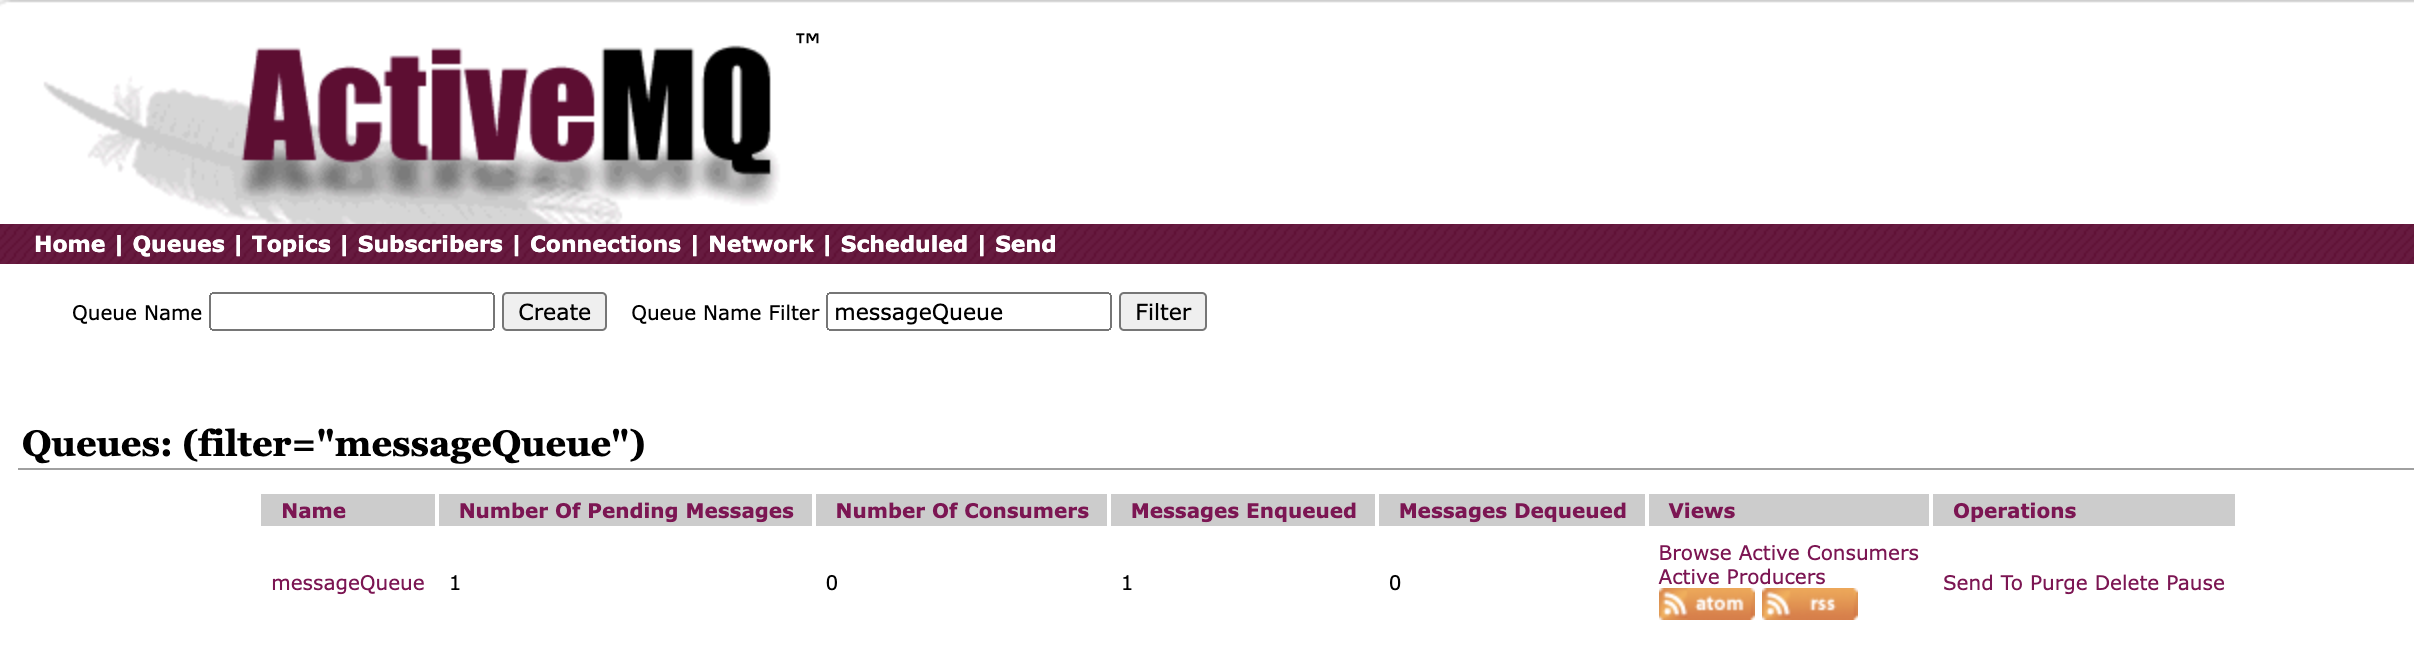 ActiveMQ ™
Home | Queues | Topics | Subscribers | Connections | Network | Scheduled | Send
Queue Name Create Queue Name Filter messageQueue Filter
Queues: (filter="messageQueue")
Name Number Of Pending Messages Number Of Consumers Messages Enqueued Messages Dequeued Views Operations
messageQueue 1 0 1 0 Browse Active Consumers
Active Producers
atom rss
Send To Purge Delete Pause